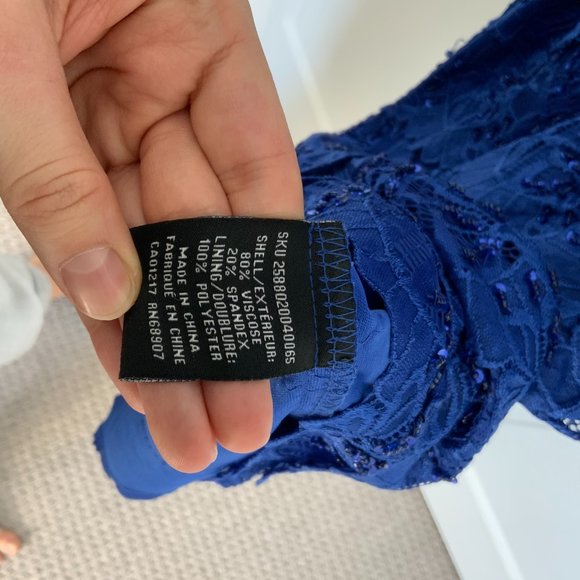 SKU 2588020040065
SHELL/EXTÉRIEUR:
80% VISCOSE
20% SPANDEX
LINING/DOUBLURE:
100% POLYESTER
MADE IN CHINA
FABRIQUÉ EN CHINE
CA01217 RN68907